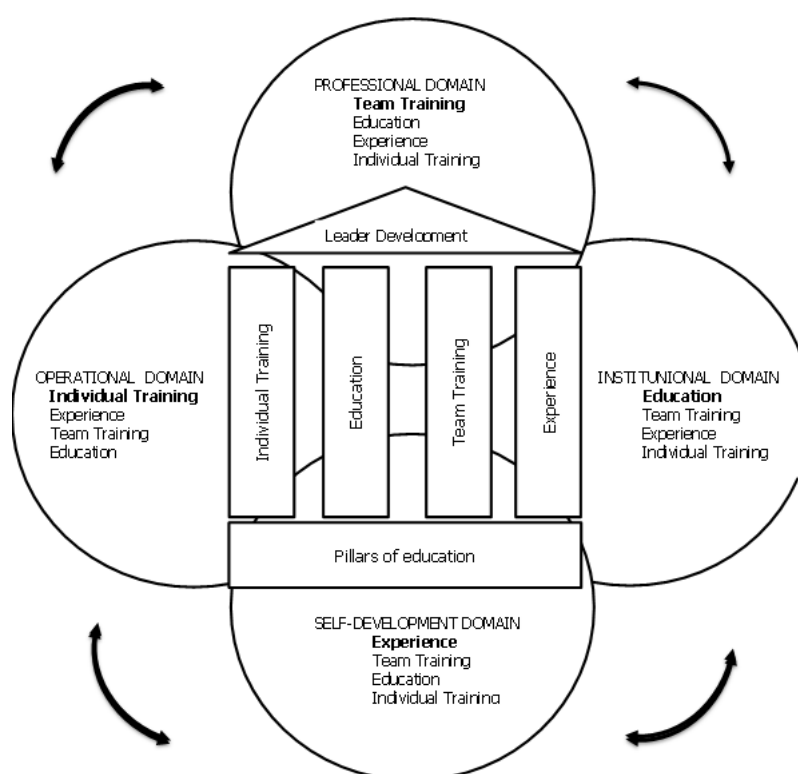 PROFESSIONAL DOMAIN
Team Training
Education
Experience
Individual Training
Leader Development
OPERATIONAL DOMAIN
Individual Training
Experience
Team Training
Education
Individual Training
Education
Team Training
Experience
INSTITUNIONAL DOMAIN
Education
Team Training
Experience
Individual Training
Pillars of education
SELF-DEVELOPMENT DOMAIN
Experience
Team Training
Education
Individual Training